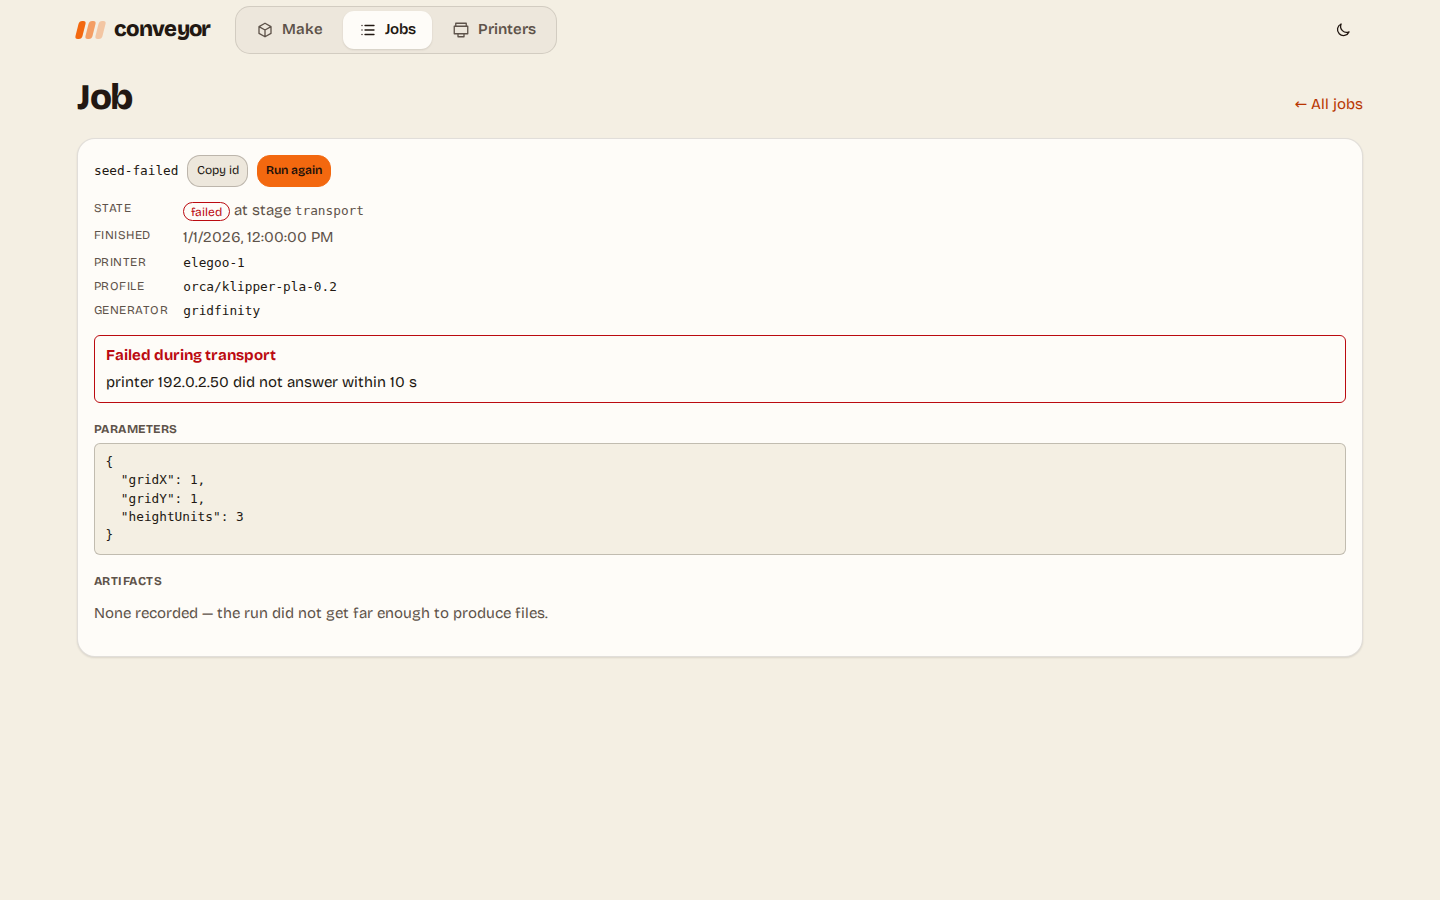 conveyor Make Jobs Printers
Job
← All jobs
seed-failed Copy id Run again
STATE failed at stage transport
FINISHED 1/1/2026, 12:00:00 PM
PRINTER elegoo-1
PROFILE orca/klipper-pla-0.2
GENERATOR gridfinity
Failed during transport
printer 192.0.2.50 did not answer within 10 s
PARAMETERS
{
  "gridX": 1,
  "gridY": 1,
  "heightUnits": 3
}
ARTIFACTS
None recorded — the run did not get far enough to produce files.